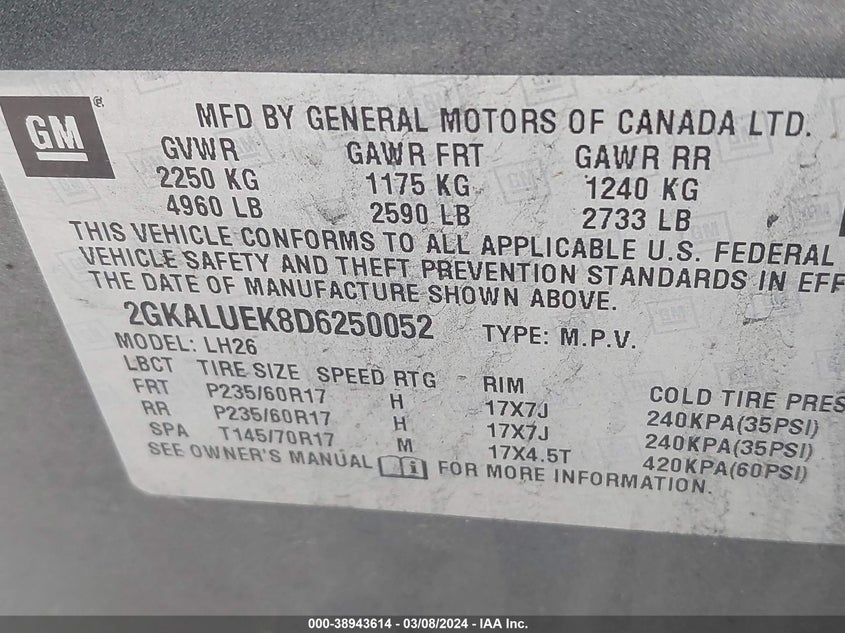 GM®
MFD BY GENERAL MOTORS OF CANADA LTD.
GVWR GAWR FRT GAWR RR
2250 KG 1175 KG 1240 KG
4960 LB 2590 LB 2733 LB
THIS VEHICLE CONFORMS TO ALL APPLICABLE U.S. FEDERAL
VEHICLE SAFETY AND THEFT PREVENTION STANDARDS IN EFF
THE DATE OF MANUFACTURE SHOWN ABOVE.
2GKALUEK8D6250052 TYPE: M.P.V.
MODEL: LH26
LBCT TIRE SIZE SPEED RTG RIM COLD TIRE PRES
FRT P235/60R17 H 17X7J 240KPA(35PSI)
RR P235/60R17 H 17X7J 240KPA(35PSI)
SPA T145/70R17 M 17X4.5T 420KPA(60PSI)
SEE OWNER'S MANUAL FOR MORE INFORMATION.
000-38943614 - 03/08/2024 - IAA Inc.